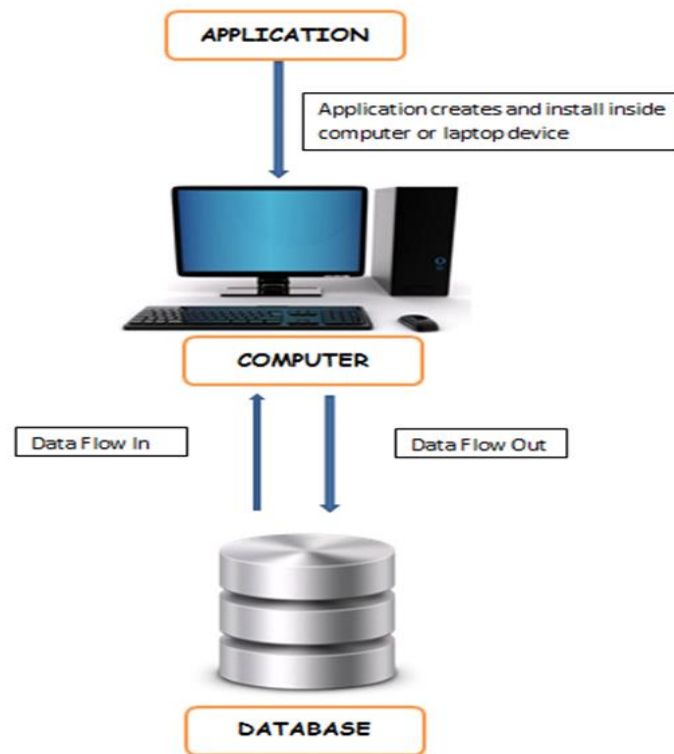 APPLICATION
Application creates and install inside
computer or laptop device
COMPUTER
Data Flow In
Data Flow Out
DATABASE